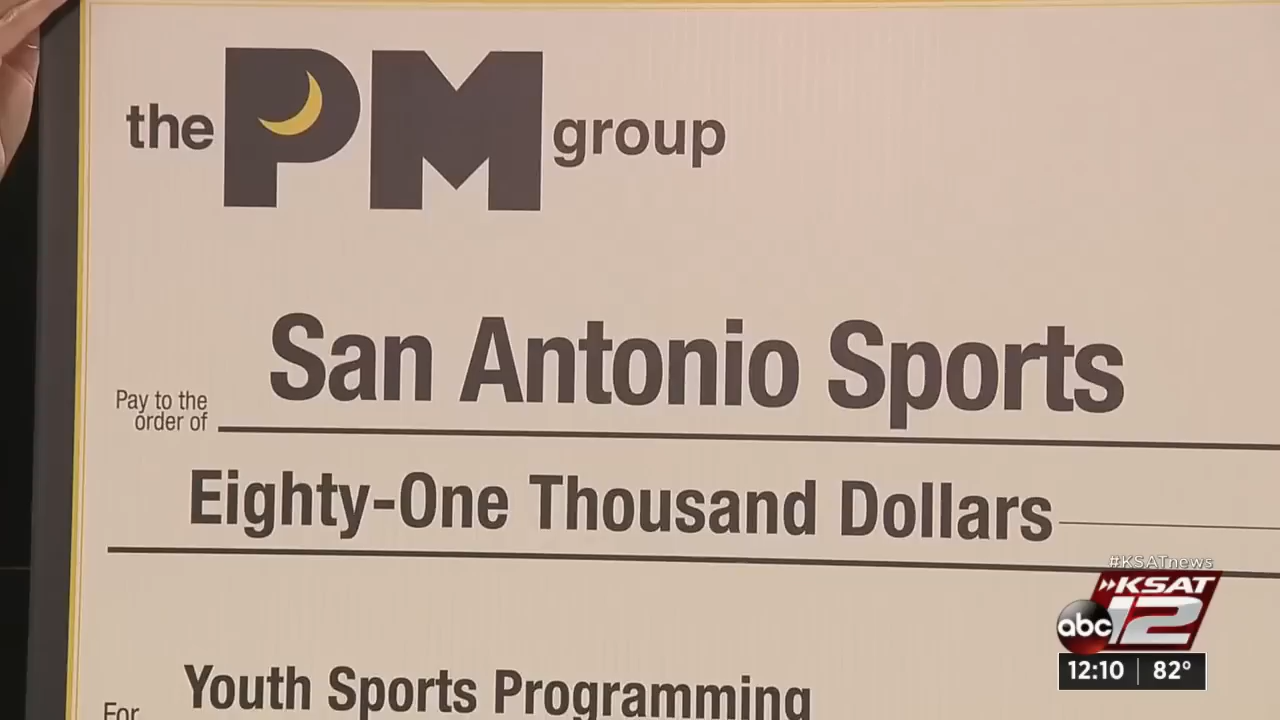 the PM group
San Antonio Sports
Pay to the
order of
Eighty-One Thousand Dollars
#KSATnews
KSAT
abc 12
12:10 82°
Youth Sports Programming
For